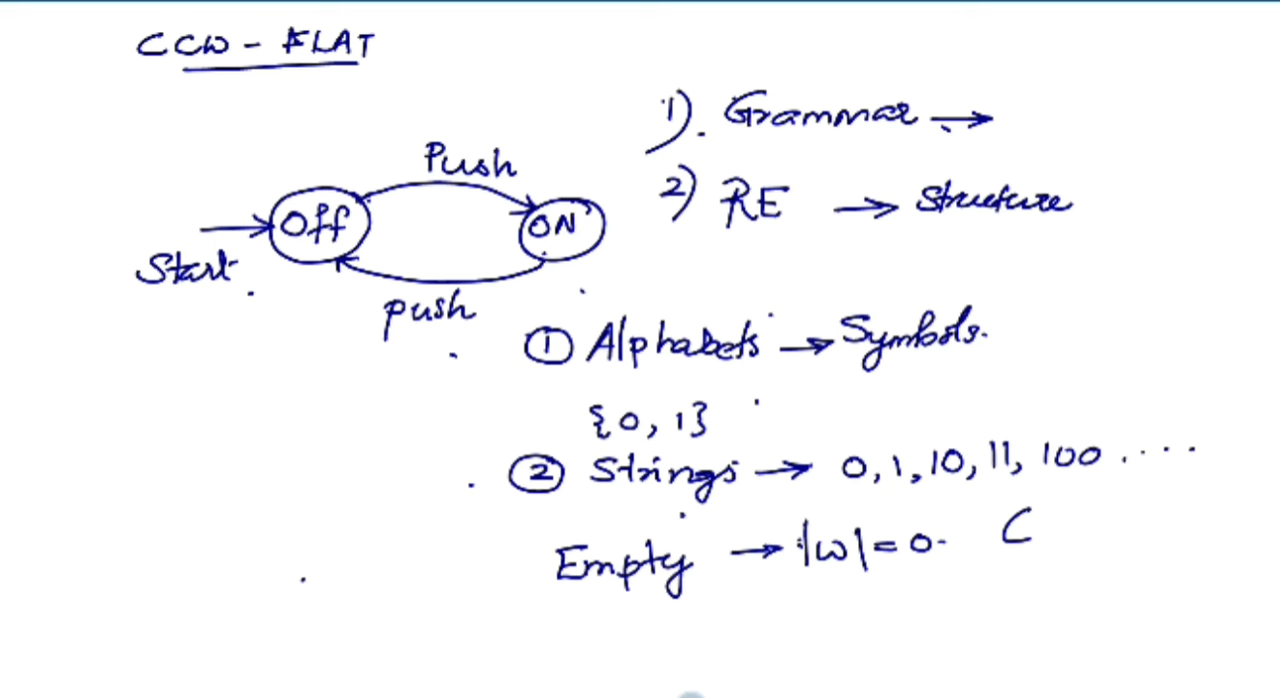 CCW - FLAT
1). Grammar →
2) RE → Structure
Push
Off
ON
Start
push
① Alphabets → Symbols.
{0, 1}
② Strings → 0, 1, 10, 11, 100 . . . .
Empty → |w| = 0. C